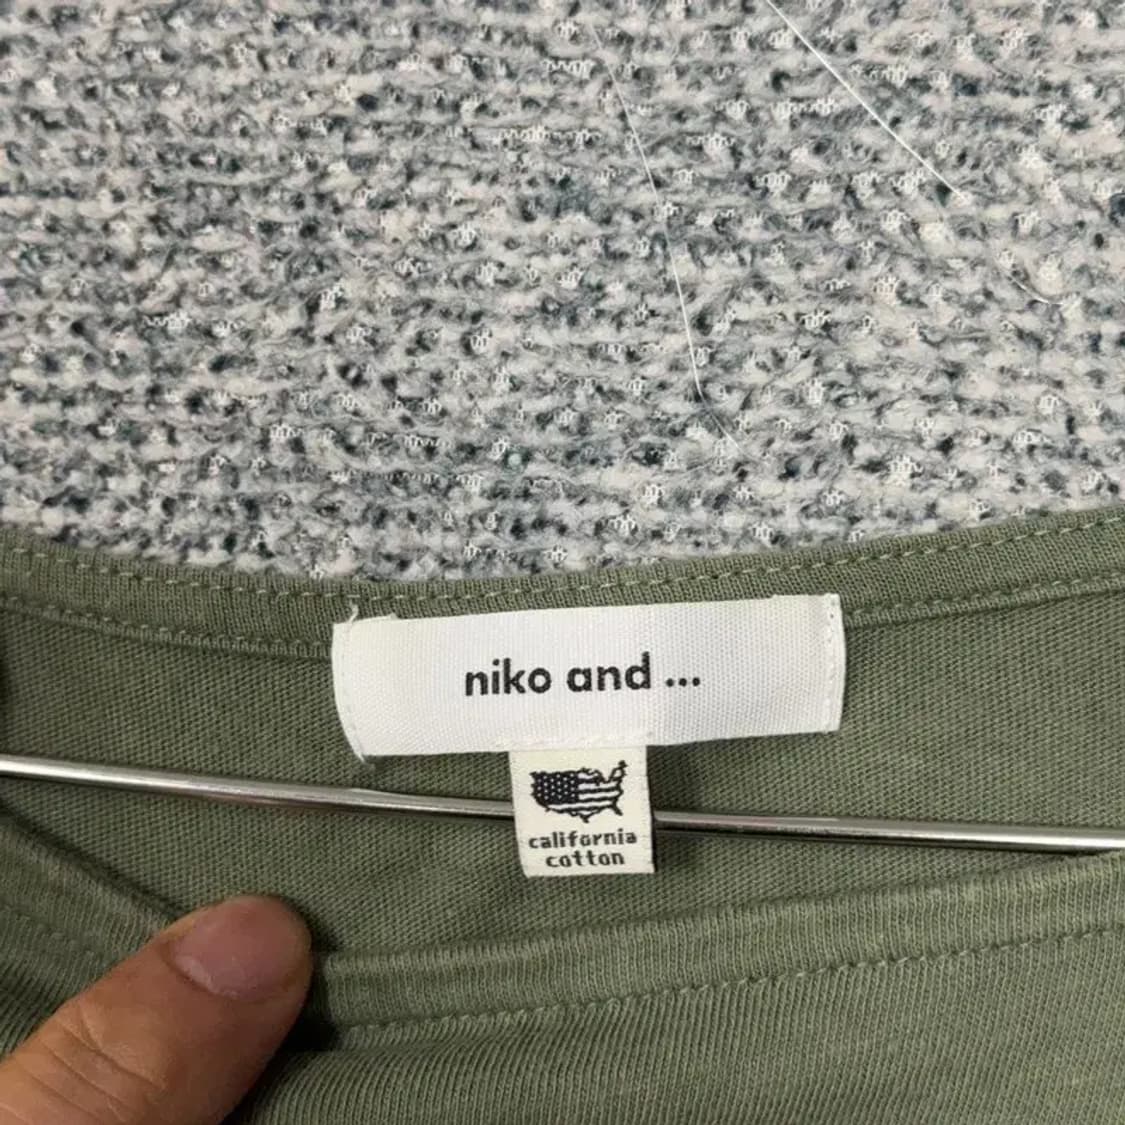 niko and ...
california
cotton